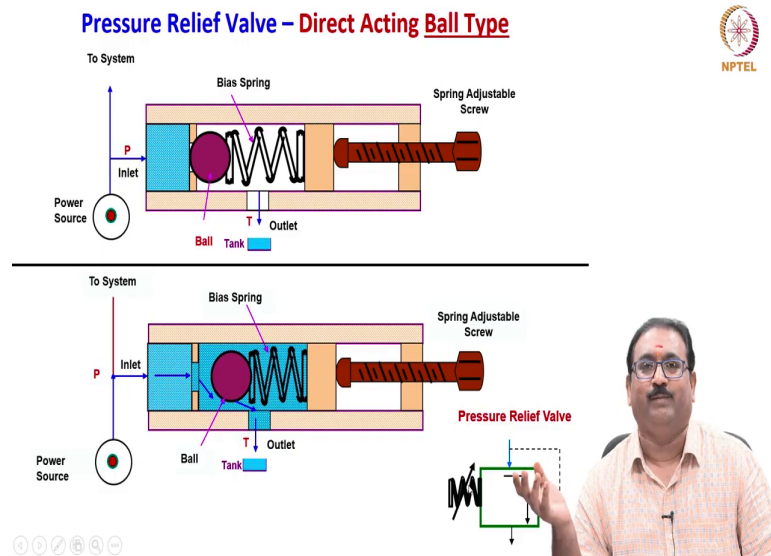 Pressure Relief Valve – Direct Acting Ball Type
NPTEL
To System
Bias Spring
Spring Adjustable
Screw
P
Inlet
Power
Source
T
Outlet
Ball
Tank
To System
Bias Spring
Spring Adjustable
Screw
P
Inlet
Pressure Relief Valve
T
Outlet
Ball
Tank
Power
Source